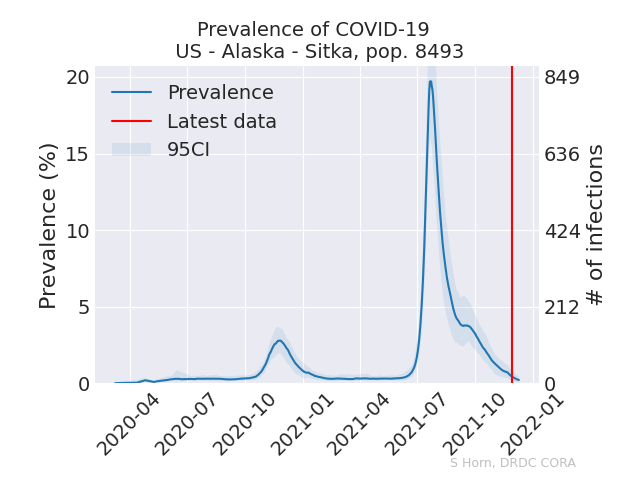 Prevalence of COVID-19
US - Alaska - Sitka, pop. 8493
Prevalence
Latest data
95CI
Prevalence (%)
20
15
10
5
0
849
636
424
212
0
# of infections
2020-04
2020-07
2020-10
2021-01
2021-04
2021-07
2021-10
2022-01
S Horn, DRDC CORA